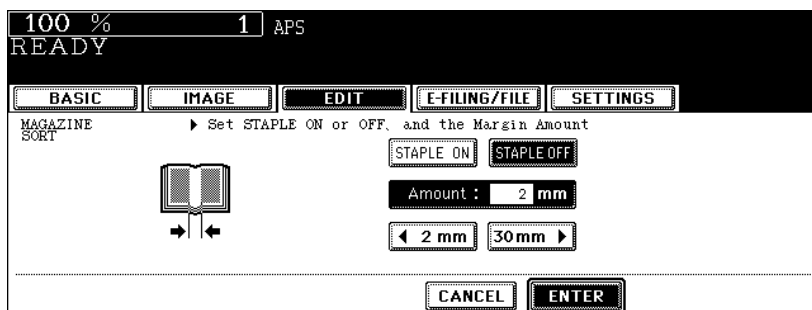 100 % 1 APS
READY
BASIC IMAGE EDIT E-FILING/FILE SETTINGS
MAGAZINE SORT
▶ Set STAPLE ON or OFF, and the Margin Amount
STAPLE ON STAPLE OFF
Amount : 2 mm
◀ 2 mm 30mm ▶
CANCEL ENTER